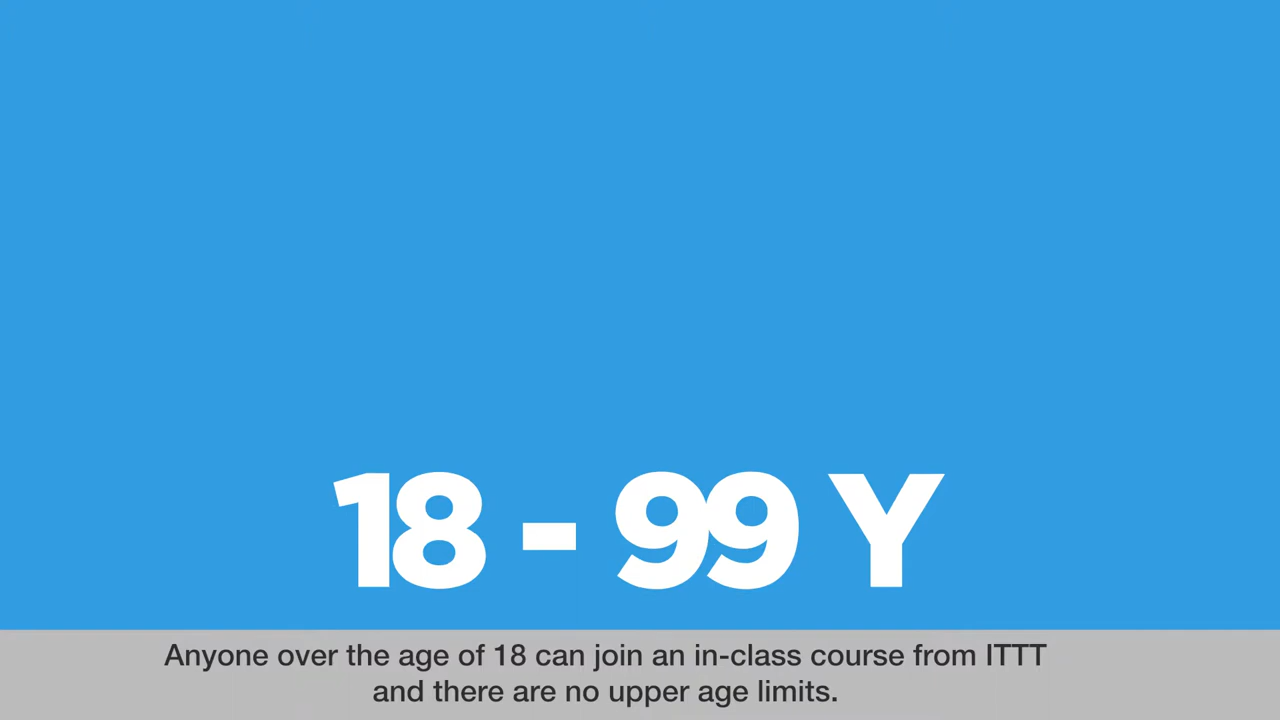 18 - 99 Y
Anyone over the age of 18 can join an in-class course from ITTT
and there are no upper age limits.